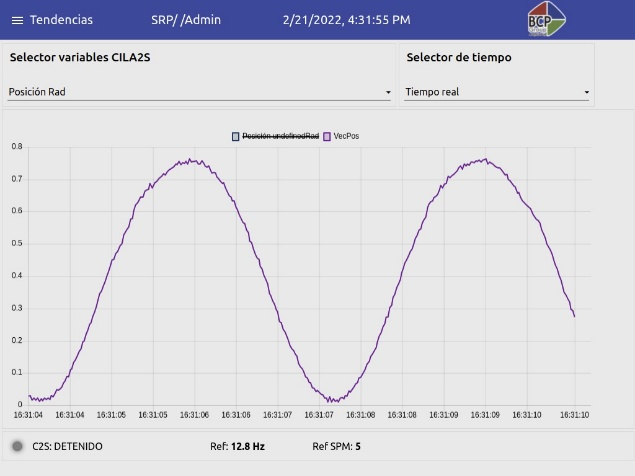 Tendencias
SRP/ /Admin
2/21/2022, 4:31:55 PM
BCP
Selector variables CILA2S
Selector de tiempo
Posición Rad
Tiempo real
Posición undefinedRad
VecPos
0.8
0.7
0.6
0.5
0.4
0.3
0.2
0.1
0
16:31:04 16:31:04 16:31:05 16:31:05 16:31:06 16:31:06 16:31:07 16:31:07 16:31:08 16:31:08 16:31:09 16:31:09 16:31:10 16:31:10
C2S: DETENIDO
Ref: 12.8 Hz
Ref SPM: 5